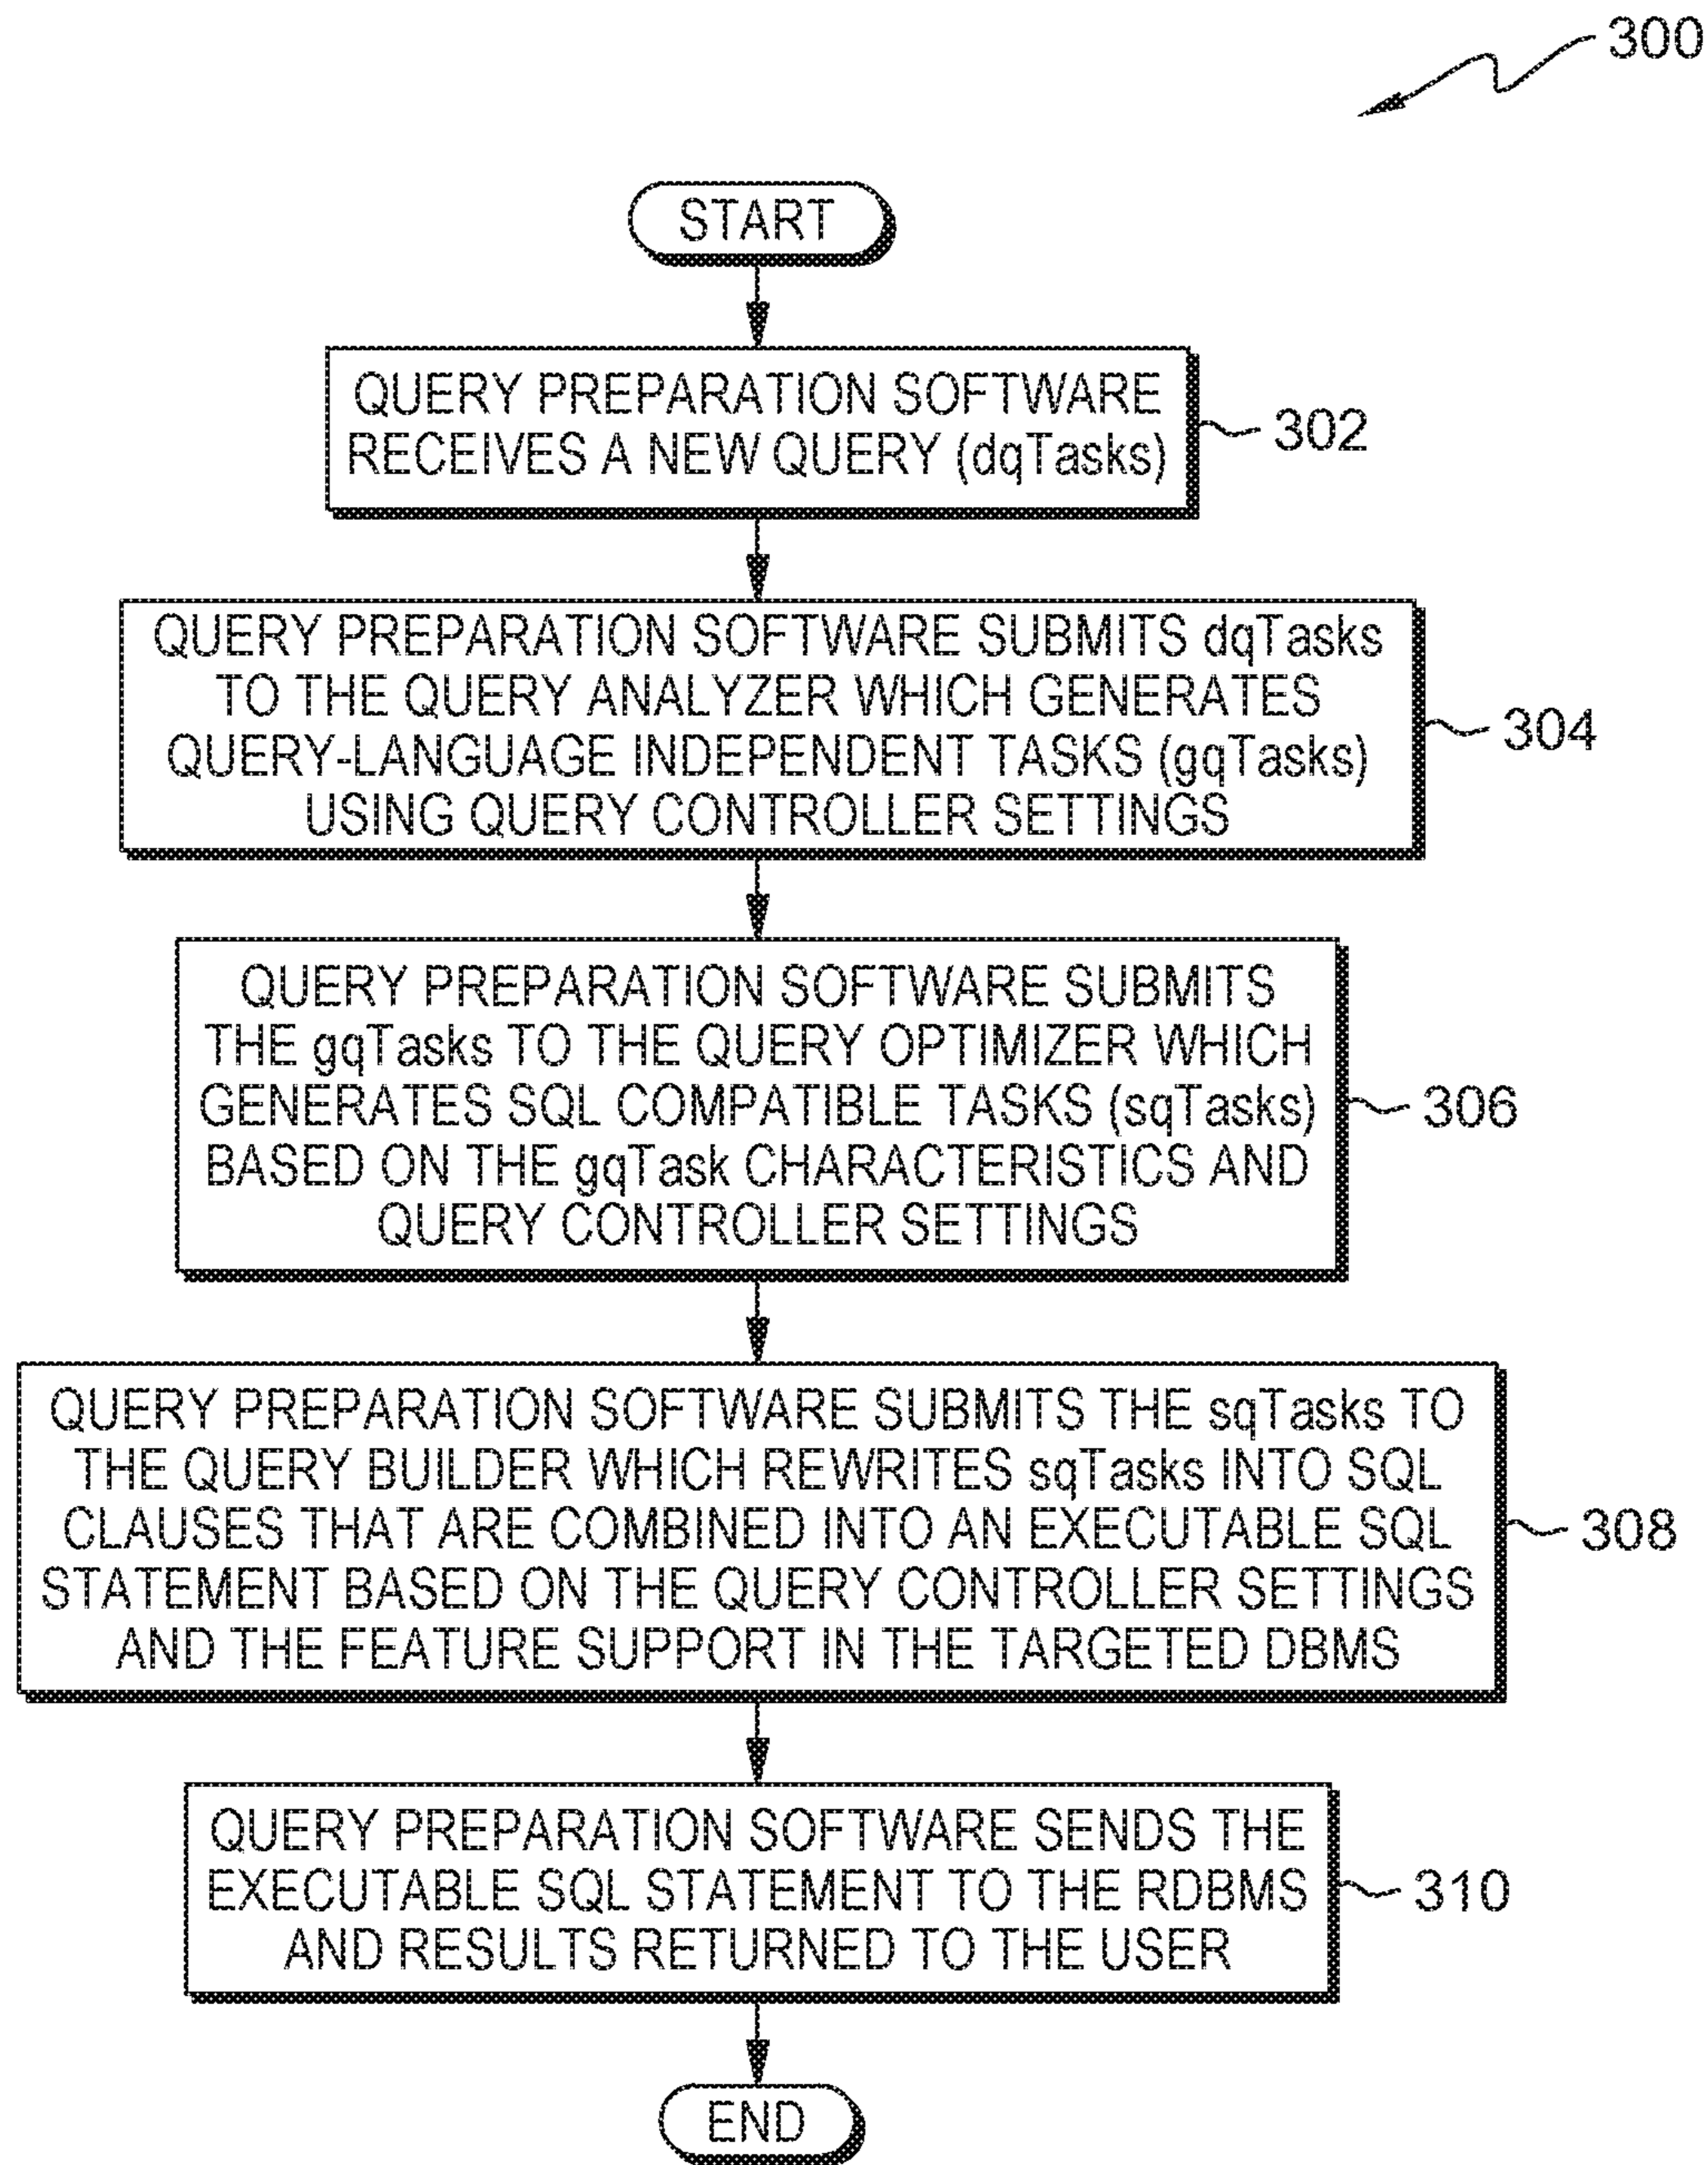 300
START
QUERY PREPARATION SOFTWARE
RECEIVES A NEW QUERY (dqTasks)
302
QUERY PREPARATION SOFTWARE SUBMITS dqTasks
TO THE QUERY ANALYZER WHICH GENERATES
QUERY-LANGUAGE INDEPENDENT TASKS (gqTasks)
USING QUERY CONTROLLER SETTINGS
304
QUERY PREPARATION SOFTWARE SUBMITS
THE gqTasks TO THE QUERY OPTIMIZER WHICH
GENERATES SQL COMPATIBLE TASKS (sqTasks)
BASED ON THE gqTask CHARACTERISTICS AND
QUERY CONTROLLER SETTINGS
306
QUERY PREPARATION SOFTWARE SUBMITS THE sqTasks TO
THE QUERY BUILDER WHICH REWRITES sqTasks INTO SQL
CLAUSES THAT ARE COMBINED INTO AN EXECUTABLE SQL
STATEMENT BASED ON THE QUERY CONTROLLER SETTINGS
AND THE FEATURE SUPPORT IN THE TARGETED DBMS
308
QUERY PREPARATION SOFTWARE SENDS THE
EXECUTABLE SQL STATEMENT TO THE RDBMS
AND RESULTS RETURNED TO THE USER
310
END